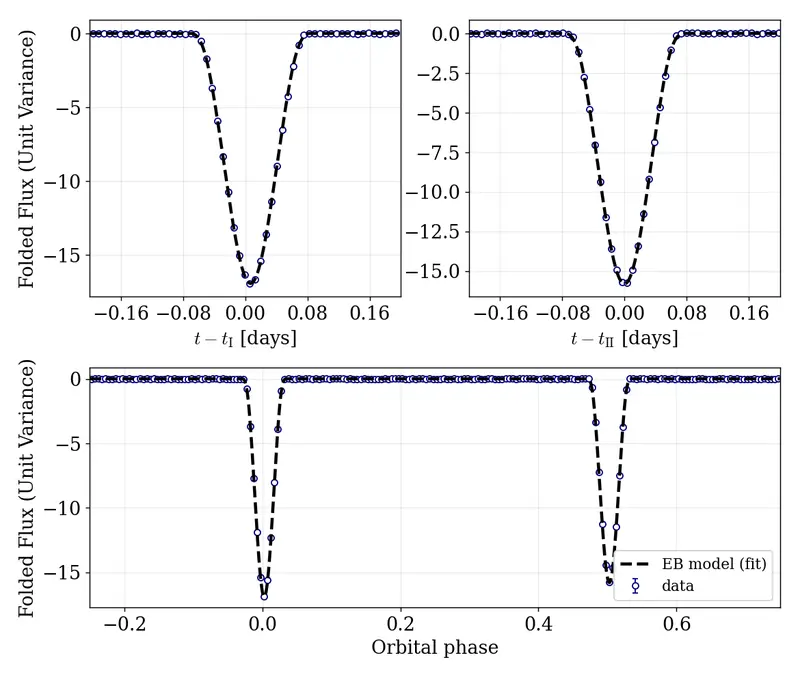 Folded Flux (Unit Variance)
0
−5
−10
−15
−0.16 −0.08 0.00 0.08 0.16
t − t_I [days]
0.0
−2.5
−5.0
−7.5
−10.0
−12.5
−15.0
−0.16 −0.08 0.00 0.08 0.16
t − t_II [days]
Folded Flux (Unit Variance)
0
−5
−10
−15
−0.2 0.0 0.2 0.4 0.6
Orbital phase
EB model (fit)
data